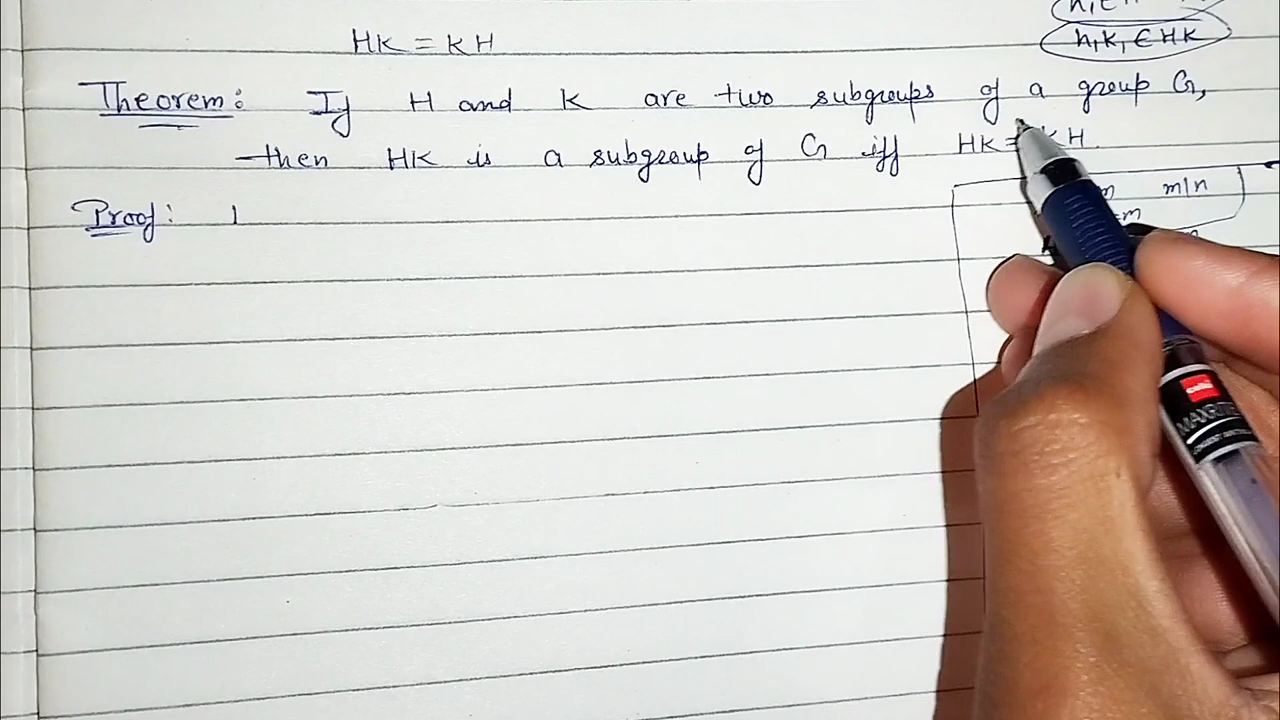 HK = KH
h₁k₁ ∈ HK
Theorem: If H and K are two subgroups of a group G,
then HK is a subgroup of G iff HK = KH.
m/n
Proof:
cello